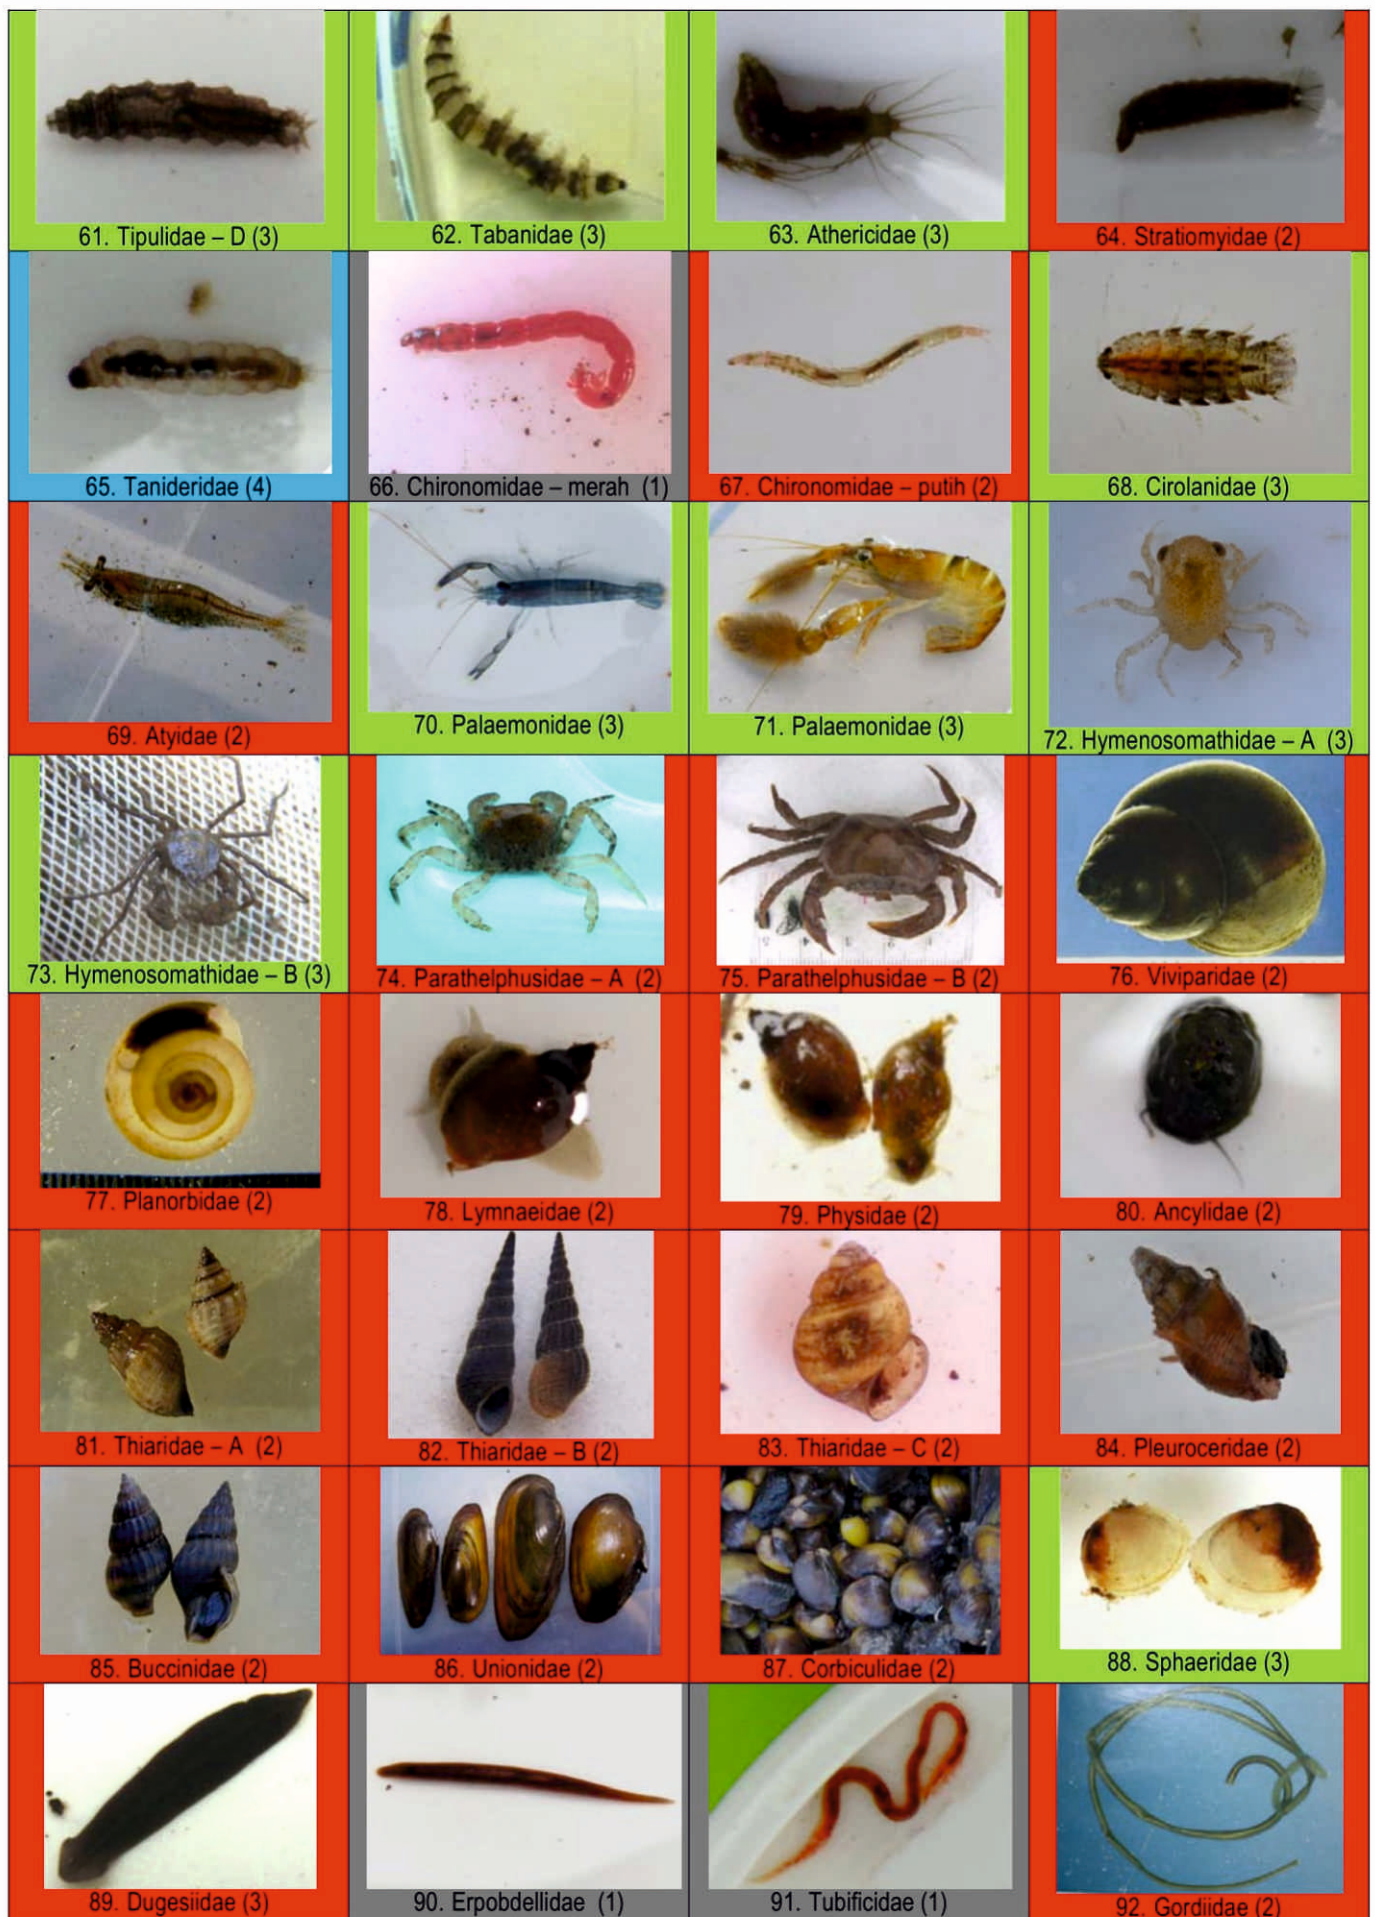 61. Tipulidae – D (3)
62. Tabanidae (3)
63. Athericidae (3)
64. Stratiomyidae (2)
65. Tanideridae (4)
66. Chironomidae – merah (1)
67. Chironomidae – putih (2)
68. Cirolanidae (3)
69. Atyidae (2)
70. Palaemonidae (3)
71. Palaemonidae (3)
72. Hymenosomathidae – A (3)
73. Hymenosomathidae – B (3)
74. Parathelphusidae – A (2)
75. Parathelphusidae – B (2)
76. Viviparidae (2)
77. Planorbidae (2)
78. Lymnaeidae (2)
79. Physidae (2)
80. Ancylidae (2)
81. Thiaridae – A (2)
82. Thiaridae – B (2)
83. Thiaridae – C (2)
84. Pleuroceridae (2)
85. Buccinidae (2)
86. Unionidae (2)
87. Corbiculidae (2)
88. Sphaeridae (3)
89. Dugesiidae (3)
90. Erpobdellidae (1)
91. Tubificidae (1)
92. Gordiidae (2)